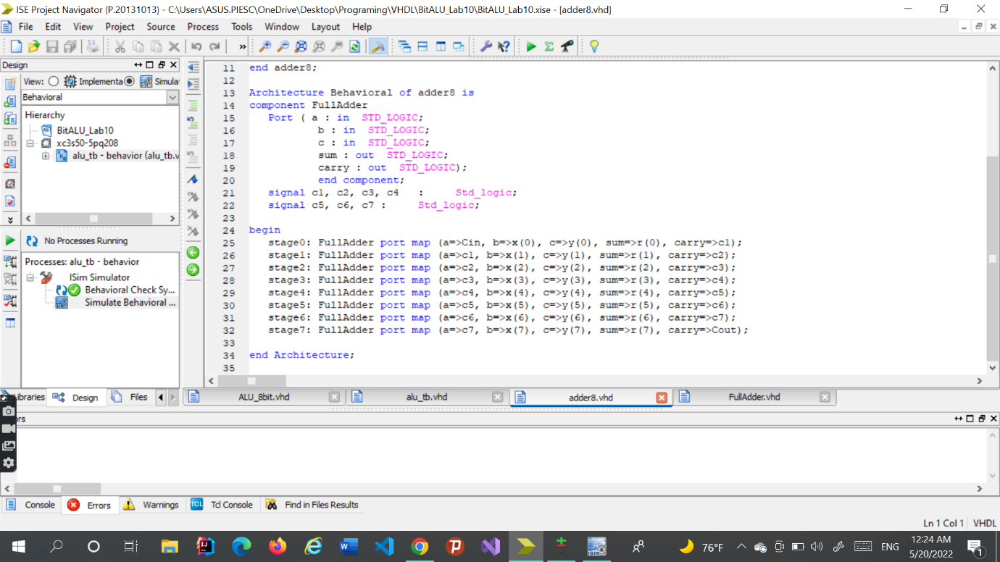 ISE Project Navigator (P.20131013) - C:\Users\ASUS.PIESC\OneDrive\Desktop\Programing\VHDL\BitALU_Lab10\BitALU_Lab10.xise - [adder8.vhd]
File Edit View Project Source Process Tools Window Layout Help
Design
View: Implementa Simula
Behavioral
Hierarchy
BitALU_Lab10
xc3s50-5pq208
alu_tb - behavior (alu_tb.v
No Processes Running
Processes: alu_tb - behavior
ISim Simulator
Behavioral Check Sy...
Simulate Behavioral ...
11 end adder8;
12
13 Architecture Behavioral of adder8 is
14 component FullAdder
15 Port ( a : in STD_LOGIC;
16 b : in STD_LOGIC;
17 c : in STD_LOGIC;
18 sum : out STD_LOGIC;
19 carry : out STD_LOGIC);
20 end component;
21 signal c1, c2, c3, c4 : Std_logic;
22 signal c5, c6, c7 : Std_logic;
23
24 begin
25 stage0: FullAdder port map (a=>Cin, b=>x(0), c=>y(0), sum=>r(0), carry=>c1);
26 stage1: FullAdder port map (a=>c1, b=>x(1), c=>y(1), sum=>r(1), carry=>c2);
27 stage2: FullAdder port map (a=>c2, b=>x(2), c=>y(2), sum=>r(2), carry=>c3);
28 stage3: FullAdder port map (a=>c3, b=>x(3), c=>y(3), sum=>r(3), carry=>c4);
29 stage4: FullAdder port map (a=>c4, b=>x(4), c=>y(4), sum=>r(4), carry=>c5);
30 stage5: FullAdder port map (a=>c5, b=>x(5), c=>y(5), sum=>r(5), carry=>c6);
31 stage6: FullAdder port map (a=>c6, b=>x(6), c=>y(6), sum=>r(6), carry=>c7);
32 stage7: FullAdder port map (a=>c7, b=>x(7), c=>y(7), sum=>r(7), carry=>Cout);
33
34 end Architecture;
35
ibraries Design Files
ALU_8bit.vhd alu_tb.vhd adder8.vhd FullAdder.vhd
ors
Console Errors Warnings Tcl Console Find in Files Results
Ln 1 Col 1 VHDL
76°F ENG 12:24 AM
5/20/2022
1